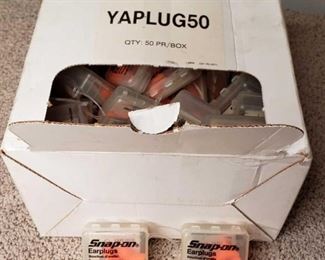 YAPLUG50
QTY: 50 PR/BOX
Snap-on
Earplugs
Snap-on
Earplugs